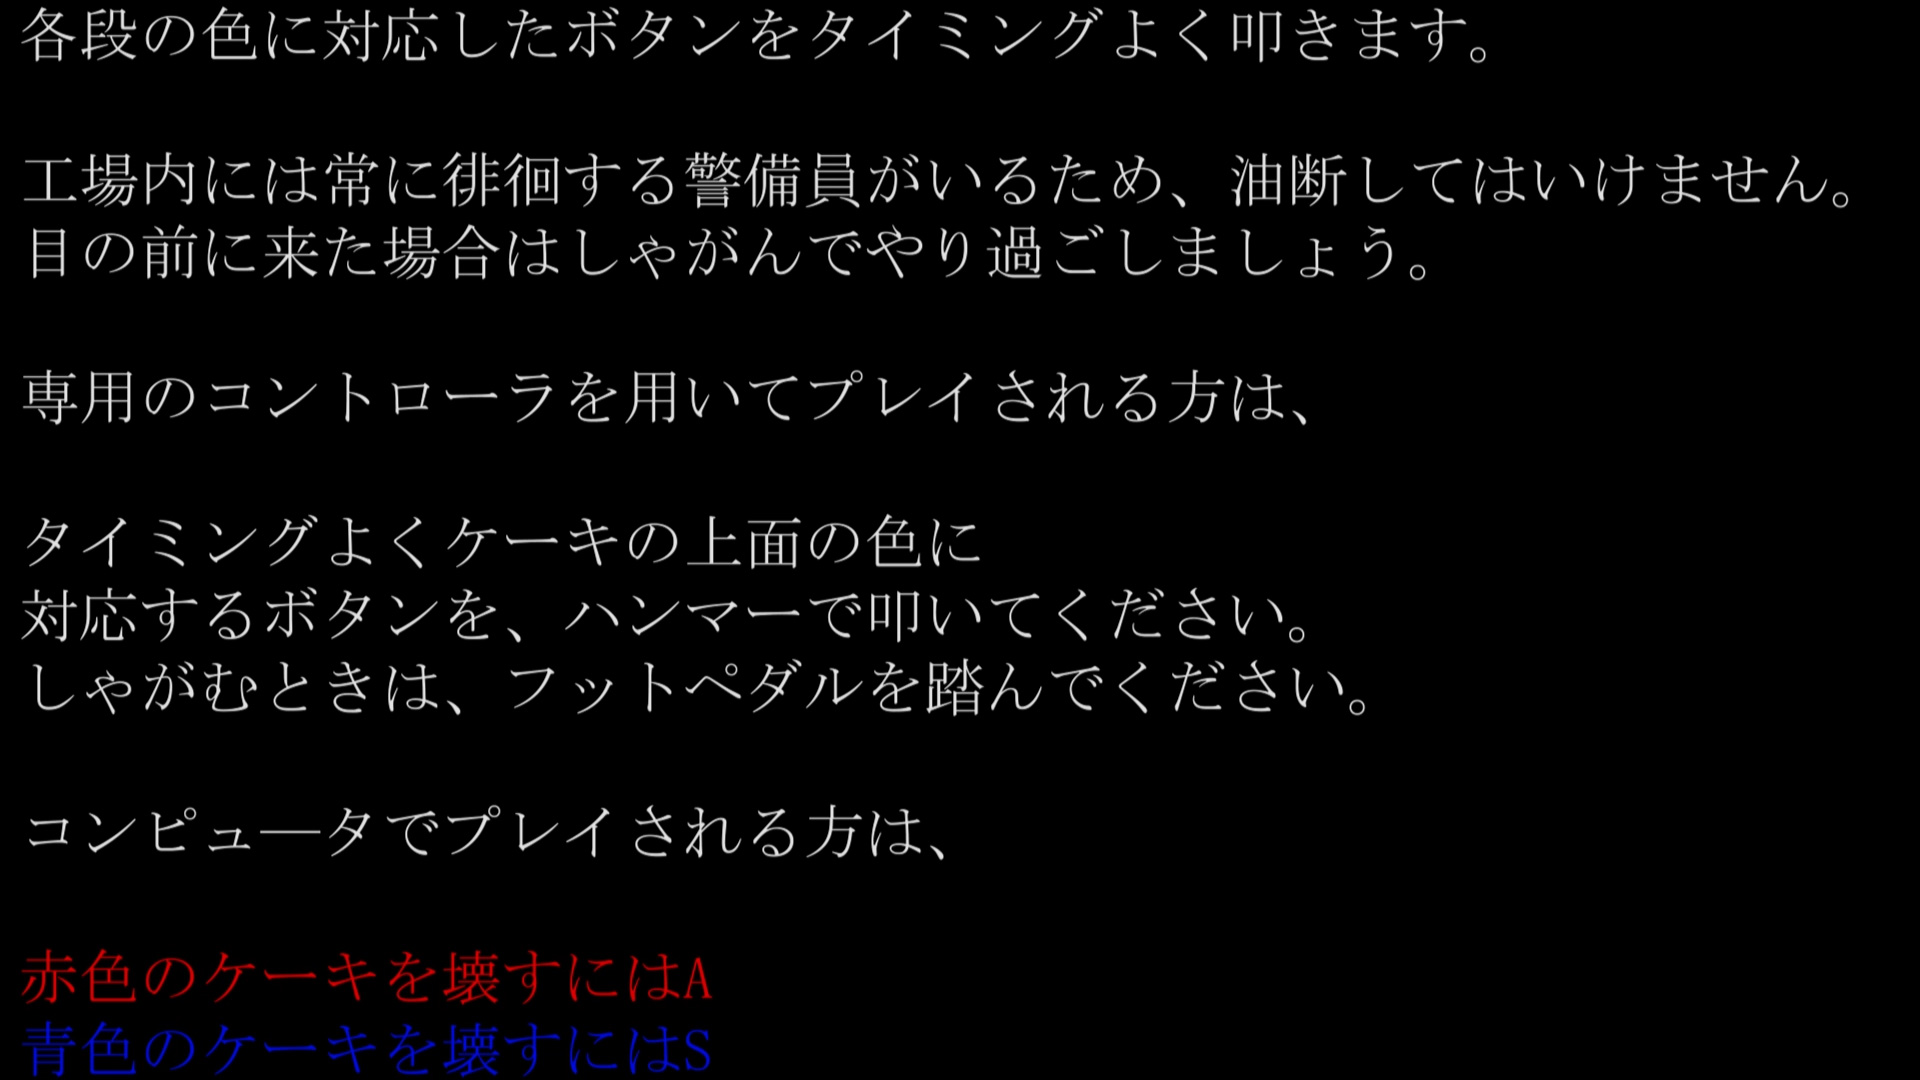 各段の色に対応したボタンをタイミングよく叩きます。
工場内には常に徘徊する警備員がいるため、油断してはいけません。
目の前に来た場合はしゃがんでやり過ごしましょう。
専用のコントローラを用いてプレイされる方は、
タイミングよくケーキの上面の色に
対応するボタンを、ハンマーで叩いてください。
しゃがむときは、フットペダルを踏んでください。
コンピュ―タでプレイされる方は、
赤色のケーキを壊すにはA
青色のケーキを壊すにはS